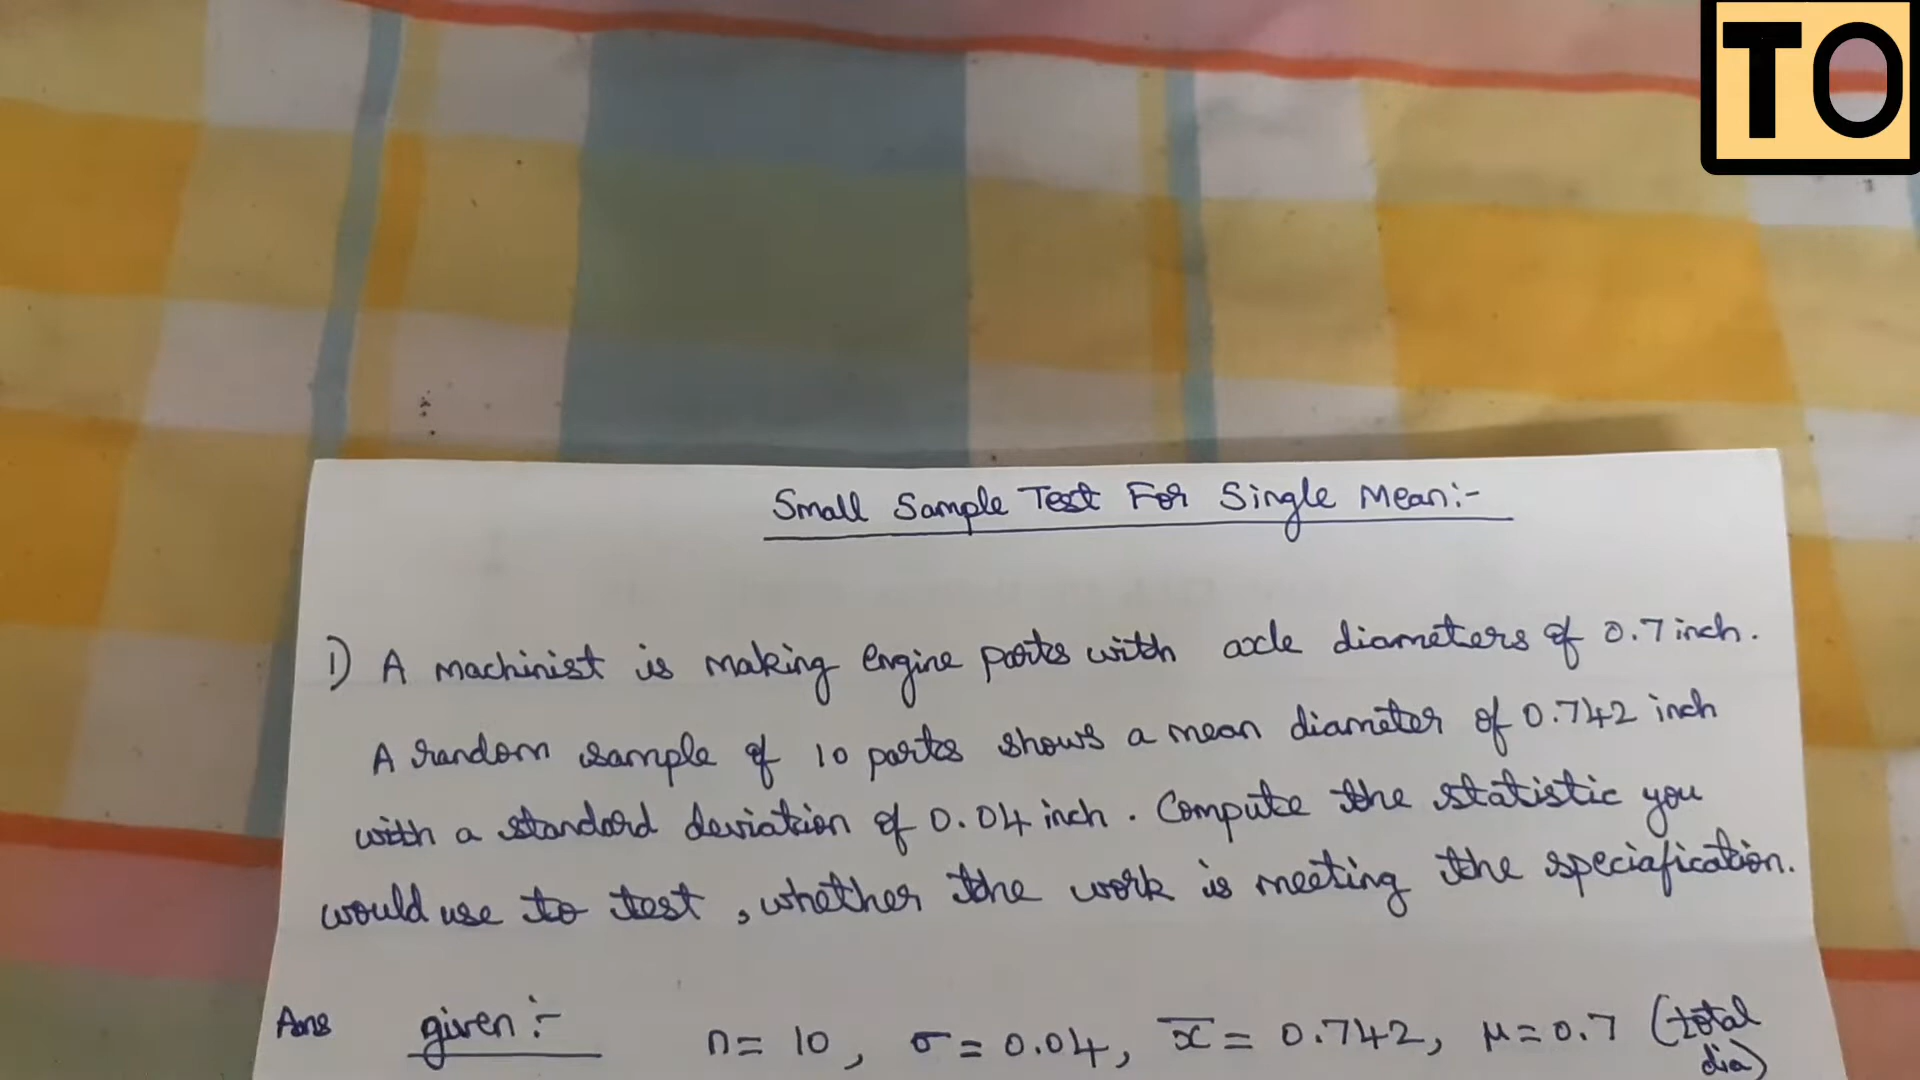 TO
Small Sample Test For Single Mean:-
1) A machinist is making engine parts with axle diameters of 0.7 inch.
A random sample of 10 parts shows a mean diameter of 0.742 inch
with a standard deviation of 0.04 inch. Compute the statistic you
would use to test, whether the work is meeting the speciafication.
Ans given:- n= 10, σ = 0.04, x̄ = 0.742, μ = 0.7 (total
dia)